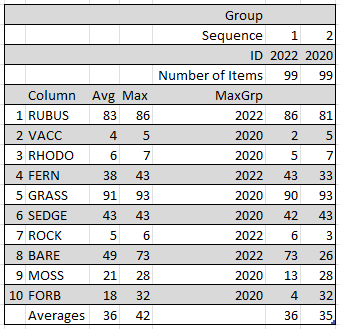 Group
Sequence 1 2
ID 2022 2020
Number of Items 99 99
Column Avg Max MaxGrp
1 RUBUS 83 86 2022 86 81
2 VACC 4 5 2020 2 5
3 RHODO 6 7 2020 5 7
4 FERN 38 43 2022 43 33
5 GRASS 91 93 2020 90 93
6 SEDGE 43 43 2020 42 43
7 ROCK 5 6 2022 6 3
8 BARE 49 73 2022 73 26
9 MOSS 21 28 2020 13 28
10 FORB 18 32 2020 4 32
Averages 36 42 36 35